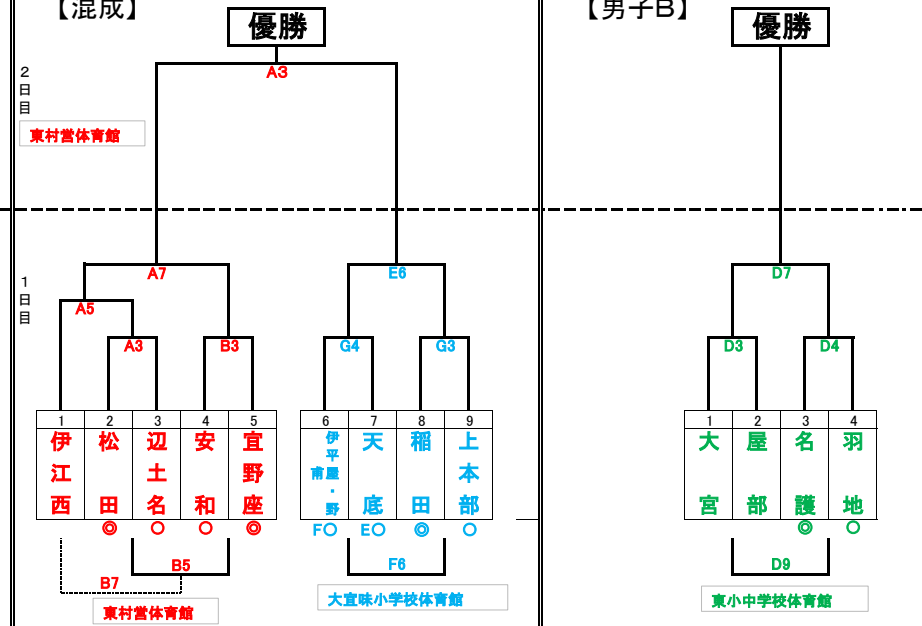 【混成】
【男子B】
優勝
優勝
A3
2日目
東村営体育館
A7
E6
D7
1日目
A5
A3
B3
G4
G3
D3
D4
1 2 3 4 5
6 7 8 9
1 2 3 4
伊江西
松田
辺土名
安和
宜野座
伊平屋・野甫
天底
稲田
上本部
大宮
屋部
名護
羽地
◎ ○ ○ ◎
F○ E○ ◎ ○
◎ ○
B5
F6
D9
B7
東村営体育館
大宜味小学校体育館
東小中学校体育館